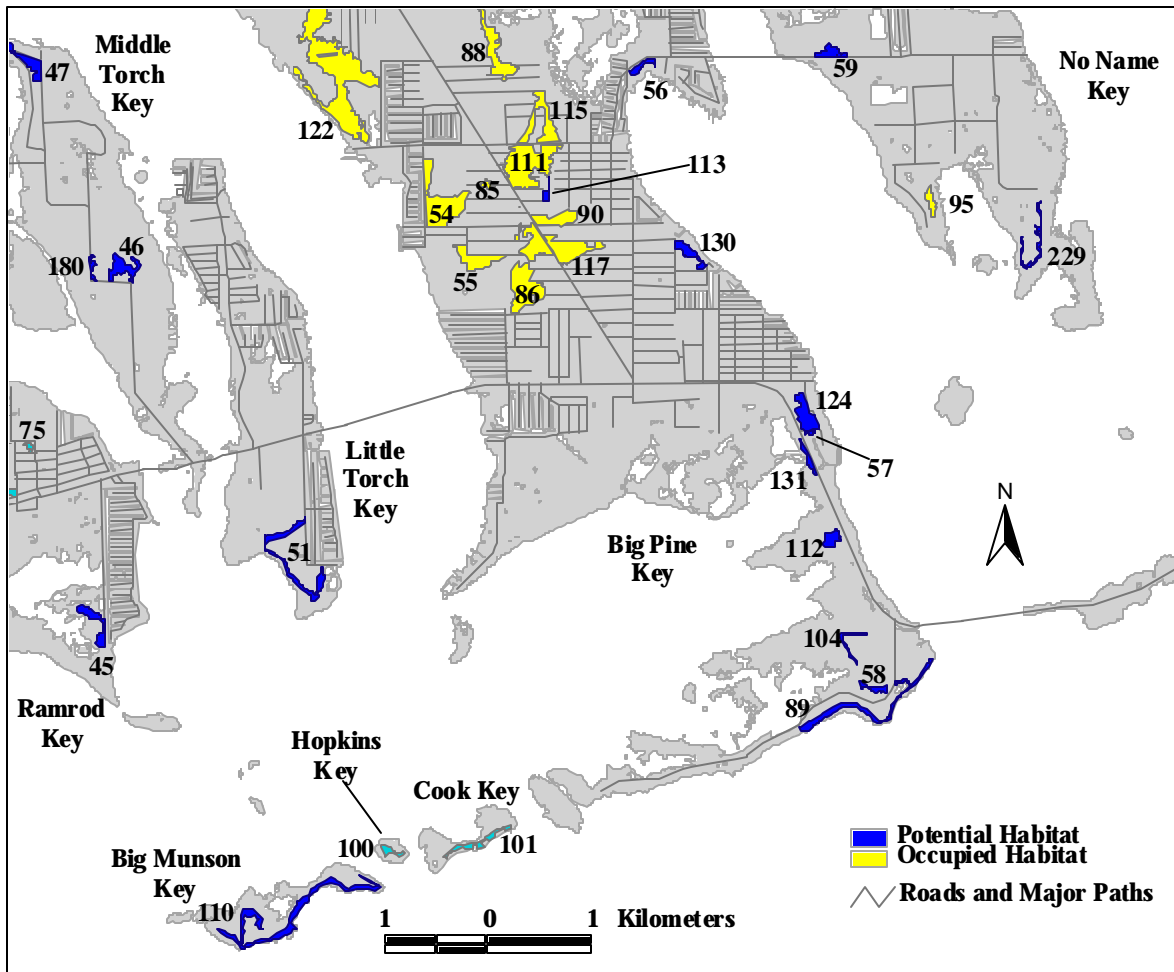 Middle
Torch
Key
47
88
59
No Name
Key
56
115
122
111
113
85
95
54
90
130
46
180
117
229
55
86
124
75
Little
Torch
Key
57
131
51
Big Pine
Key
112
N
45
104
58
Ramrod
Key
89
Hopkins
Key
Cook Key
100
101
Big Munson
Key
110
Potential Habitat
Occupied Habitat
Roads and Major Paths
1 0 1 Kilometers